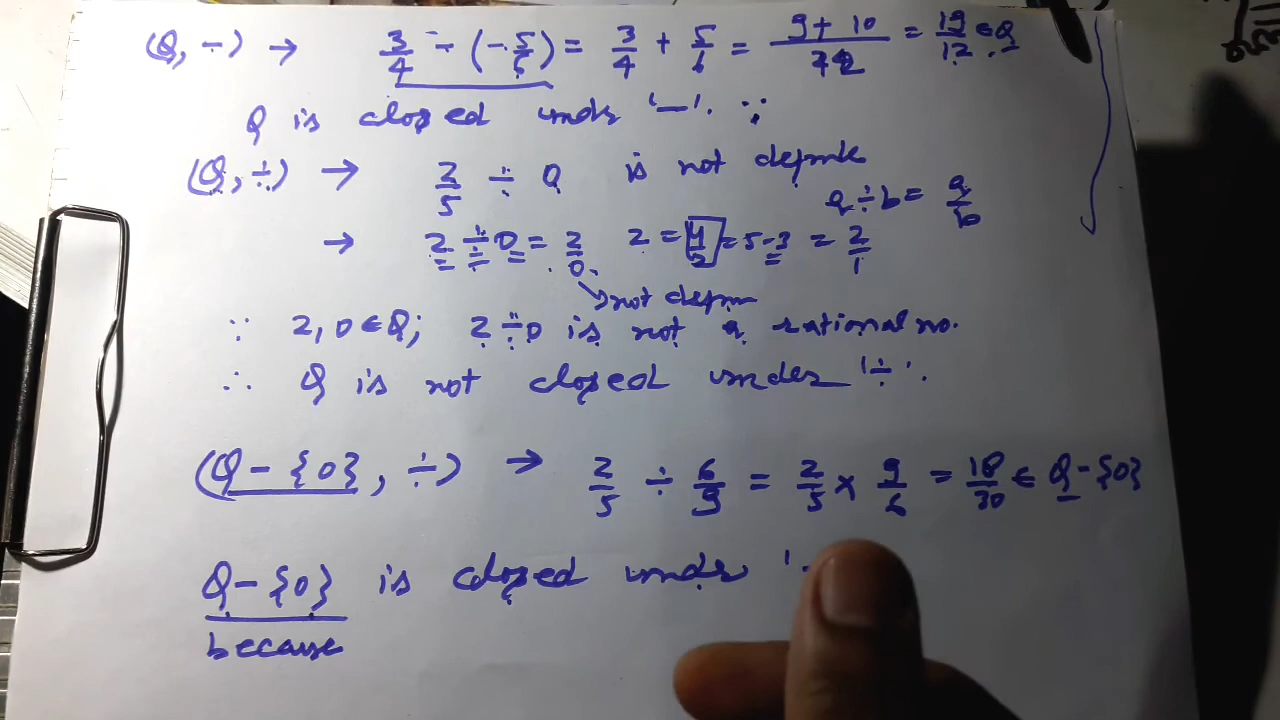 (Q, −) → 3/4 − (−5/6) = 3/4 + 5/6 = 9+10/12 = 19/12 ∈ Q
Q is closed under '−'. ∵
(Q, ÷) → 2/5 ÷ 0 is not define
a ÷ b = a/b
→ 2 ÷ 0 = 2/0 2 = 4/2 = 5-3 = 2/1
not defin
∵ 2, 0 ∈ Q; 2 ÷ 0 is not a rational no.
∴ Q is not closed under '÷'.
(Q - {0}, ÷) → 2/5 ÷ 6/9 = 2/5 × 9/6 = 18/30 ∈ Q - {0}
Q - {0} is closed under '
because